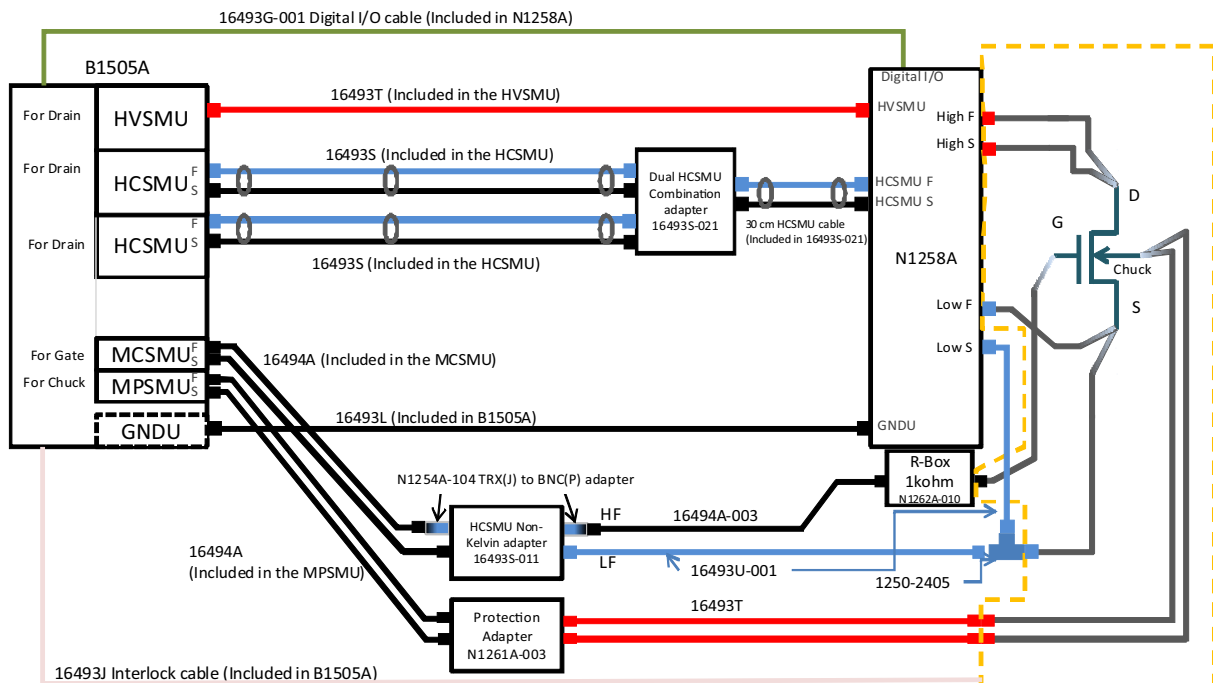 16493G-001 Digital I/O cable (Included in N1258A)
B1505A
Digital I/O
For Drain
HVSMU
16493T (Included in the HVSMU)
HVSMU
High F
High S
For Drain
HCSMU
F
S
16493S (Included in the HCSMU)
Dual HCSMU
Combination
adapter
16493S-021
HCSMU F
HCSMU S
D
For Drain
HCSMU
F
S
16493S (Included in the HCSMU)
30 cm HCSMU cable
(Included in 16493S-021)
N1258A
G
Chuck
S
Low F
Low S
For Gate
MCSMU
F
S
16494A (Included in the MCSMU)
For Chuck
MPSMU
F
S
GNDU
16493L (Included in B1505A)
GNDU
R-Box
1kohm
N1262A-010
N1254A-104 TRX(J) to BNC(P) adapter
HCSMU Non-
Kelvin adapter
16493S-011
HF
16494A-003
LF
16493U-001
1250-2405
16494A
(Included in the MPSMU)
Protection
Adapter
N1261A-003
16493T
16493J Interlock cable (Included in B1505A)